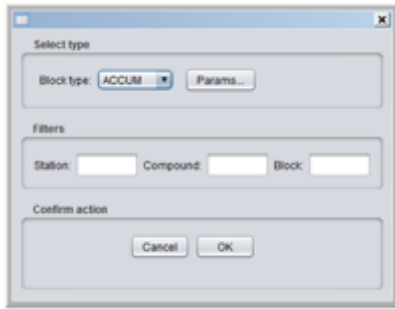 Select type
Block type: ACCUM Params...
Filters
Station: Compound: Block:
Confirm action
Cancel OK